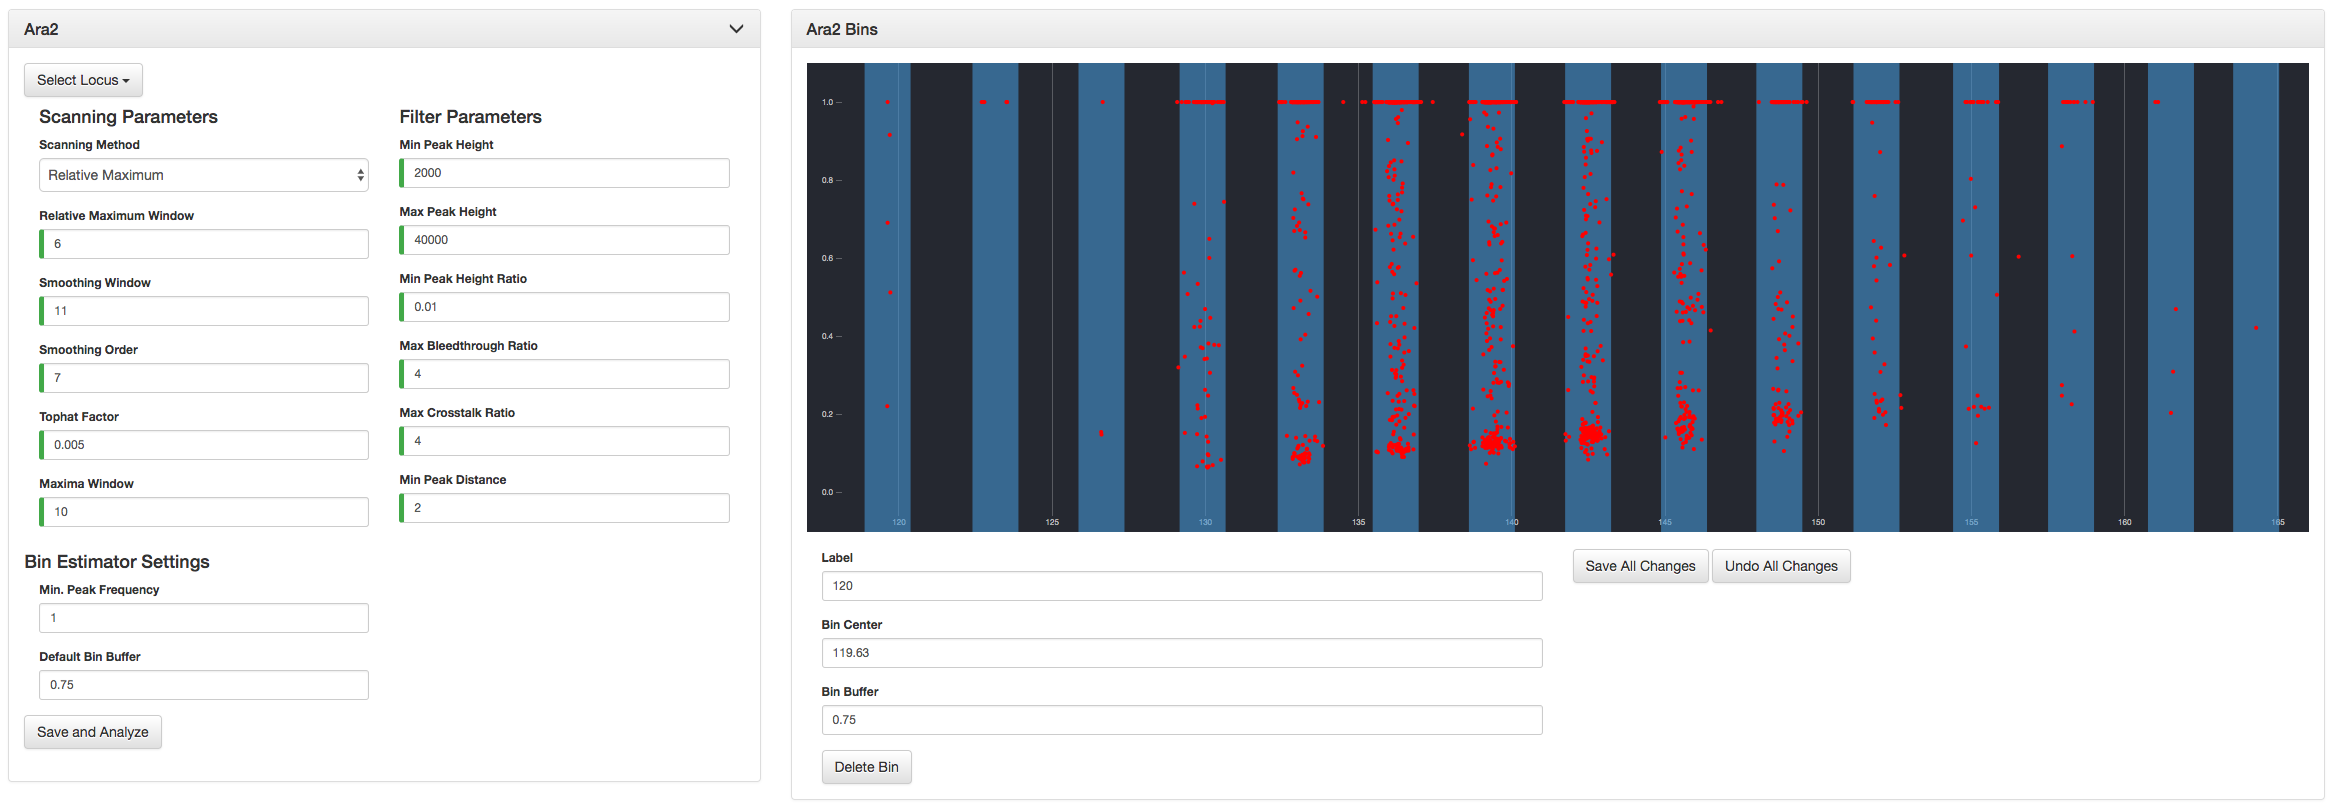 Ara2
Select Locus
Scanning Parameters
Scanning Method
Relative Maximum
Relative Maximum Window
6
Smoothing Window
11
Smoothing Order
7
Tophat Factor
0.005
Maxima Window
10
Filter Parameters
Min Peak Height
2000
Max Peak Height
40000
Min Peak Height Ratio
0.01
Max Bleedthrough Ratio
4
Max Crosstalk Ratio
4
Min Peak Distance
2
Bin Estimator Settings
Min. Peak Frequency
1
Default Bin Buffer
0.75
Save and Analyze
Ara2 Bins
1.0
0.8
0.6
0.4
0.2
0.0
120 125 130 135 140 145 150 155 160 165
Label
120
Bin Center
119.63
Bin Buffer
0.75
Delete Bin
Save All Changes Undo All Changes